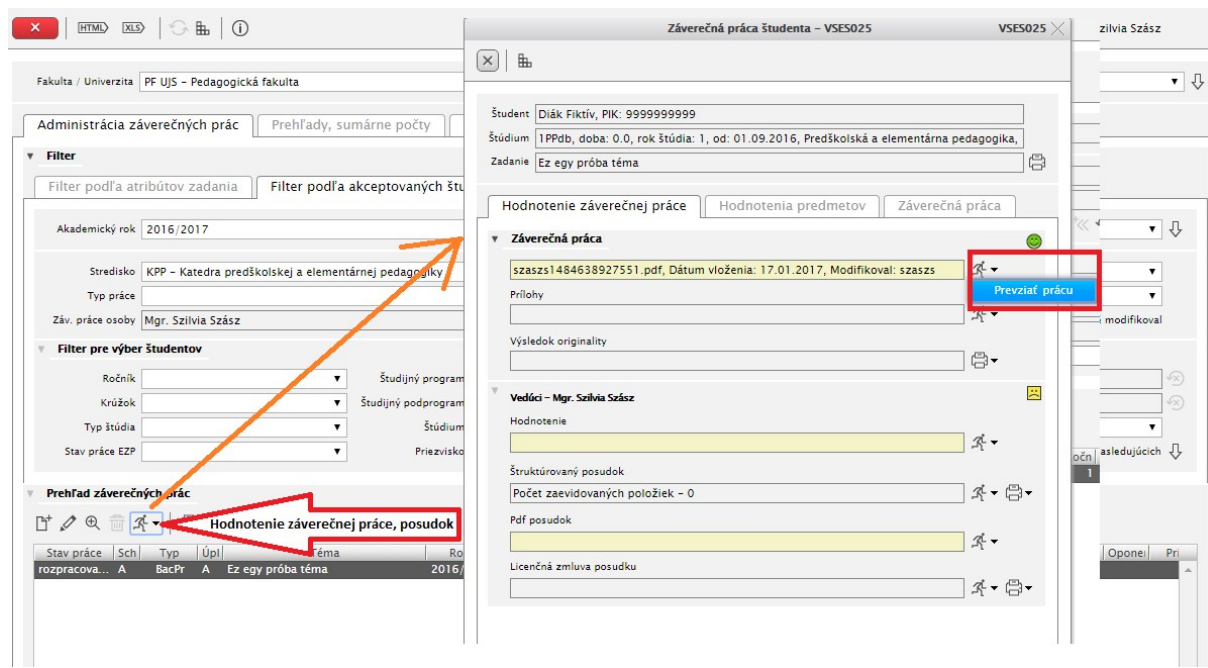 HTML XLS
Záverečná práca študenta – VSES025 VSES025
zilvia Szász
Fakulta / Univerzita PF UJS – Pedagogická fakulta
Administrácia záverečných prác Prehľady, sumárne počty
Filter
Filter podľa atribútov zadania Filter podľa akceptovaných štu
Akademický rok 2016/2017
Stredisko KPP – Katedra predškolskej a elementárnej pedagogiky
Typ práce
Záv. práce osoby Mgr. Szilvia Szász
Filter pre výber študentov
Ročník Študijný program
Krúžok Študijný podprogram
Typ štúdia Štúdium
Stav práce EZP Priezvisko
Prehľad záverečných prác
Hodnotenie záverečnej práce, posudok
Stav práce Sch Typ Úpl Téma Ro
rozpracova... A BacPr A Ez egy próba téma 2016/
Študent Diák Fiktív, PIK: 9999999999
Štúdium 1PPdb, doba: 0.0, rok štúdia: 1, od: 01.09.2016, Predškolská a elementárna pedagogika,
Zadanie Ez egy próba téma
Hodnotenie záverečnej práce Hodnotenia predmetov Záverečná práca
Záverečná práca
szaszs1484638927551.pdf, Dátum vloženia: 17.01.2017, Modifikoval: szaszs
Prevziať prácu
Prílohy
Výsledok originality
Vedúci – Mgr. Szilvia Szász
Hodnotenie
Štruktúrovaný posudok
Počet zaevidovaných položiek – 0
Pdf posudok
Licenčná zmluva posudku
modifikoval
asledujúcich
očn
1
Oponei Pri